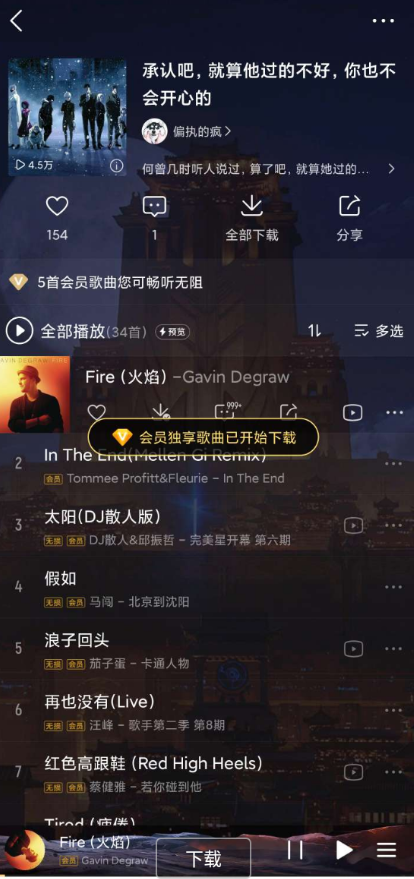 承认吧，就算他过的不好，你也不
会开心的
偏执的疯
4.5万
何曾几时听人说过，算了吧，就算她过的...
154
1
全部下载
分享
5首会员歌曲您可畅听无阻
全部播放(34首)
预览
多选
Fire (火焰) -Gavin Degraw
999+
会员独享歌曲已开始下载
2
In The End(Mellen Gi Remix)
会员 Tommee Profitt&Fleurie - In The End
3
太阳(DJ散人版)
无损 会员 DJ散人&邱振哲 - 完美星开幕 第六期
4
假如
无损 会员 马闯 - 北京到沈阳
5
浪子回头
无损 会员 茄子蛋 - 卡通人物
6
再也没有(Live)
无损 会员 汪峰 - 歌手第二季 第8期
7
红色高跟鞋 (Red High Heels)
无损 会员 蔡健雅 - 若你碰到他
Tired (疲倦)
Fire (火焰)
会员 Gavin Degraw
下载